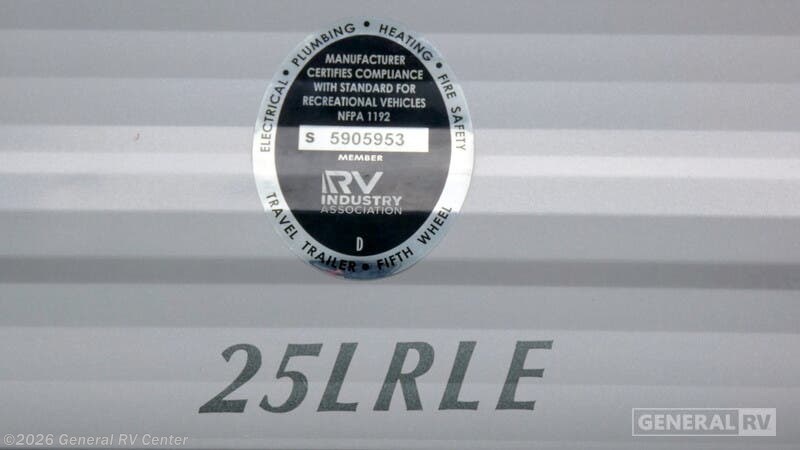 ELECTRICAL • PLUMBING • HEATING • FIRE SAFETY
MANUFACTURER
CERTIFIES COMPLIANCE
WITH STANDARD FOR
RECREATIONAL VEHICLES
NFPA 1192
S 5905953
MEMBER
RV
INDUSTRY
ASSOCIATION
D
TRAVEL TRAILER • FIFTH WHEEL
25LRLE
GENERAL RV
©2026 General RV Center